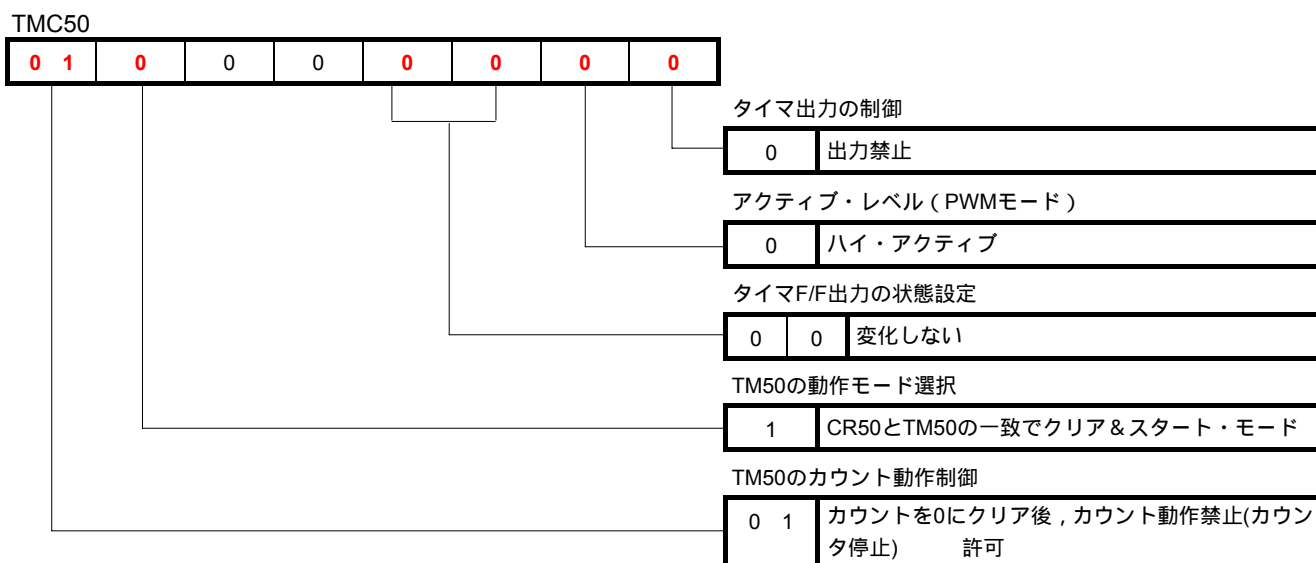 TMC50
0 1 0 0 0 0 0 0 0
タイマ出力の制御
0 出力禁止
アクティブ・レベル(PWMモード)
0 ハイ・アクティブ
タイマF/F出力の状態設定
0 0 変化しない
TM50の動作モード選択
1 CR50とTM50の一致でクリア&スタート・モード
TM50のカウント動作制御
0 1 カウントを0にクリア後,カウント動作禁止(カウン
タ停止) 許可